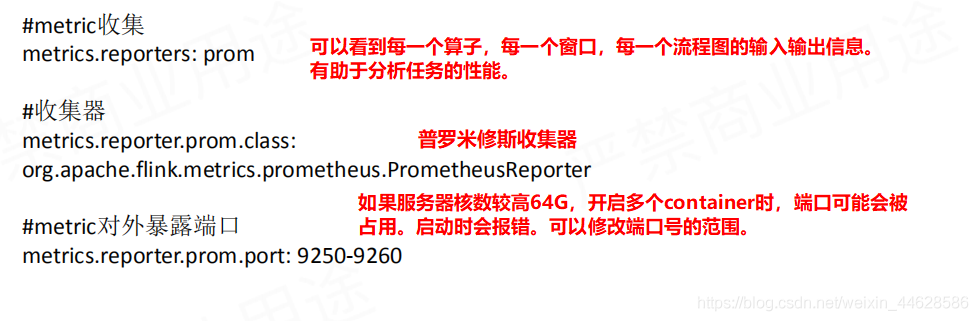 #metric收集
metrics.reporters: prom
可以看到每一个算子，每一个窗口，每一个流程图的输入输出信息。
有助于分析任务的性能。
#收集器
metrics.reporter.prom.class:
普罗米修斯收集器
org.apache.flink.metrics.prometheus.PrometheusReporter
如果服务器核数较高64G，开启多个container时，端口可能会被
占用。启动时会报错。可以修改端口号的范围。
#metric对外暴露端口
metrics.reporter.prom.port: 9250-9260
https://blog.csdn.net/weixin_44628586